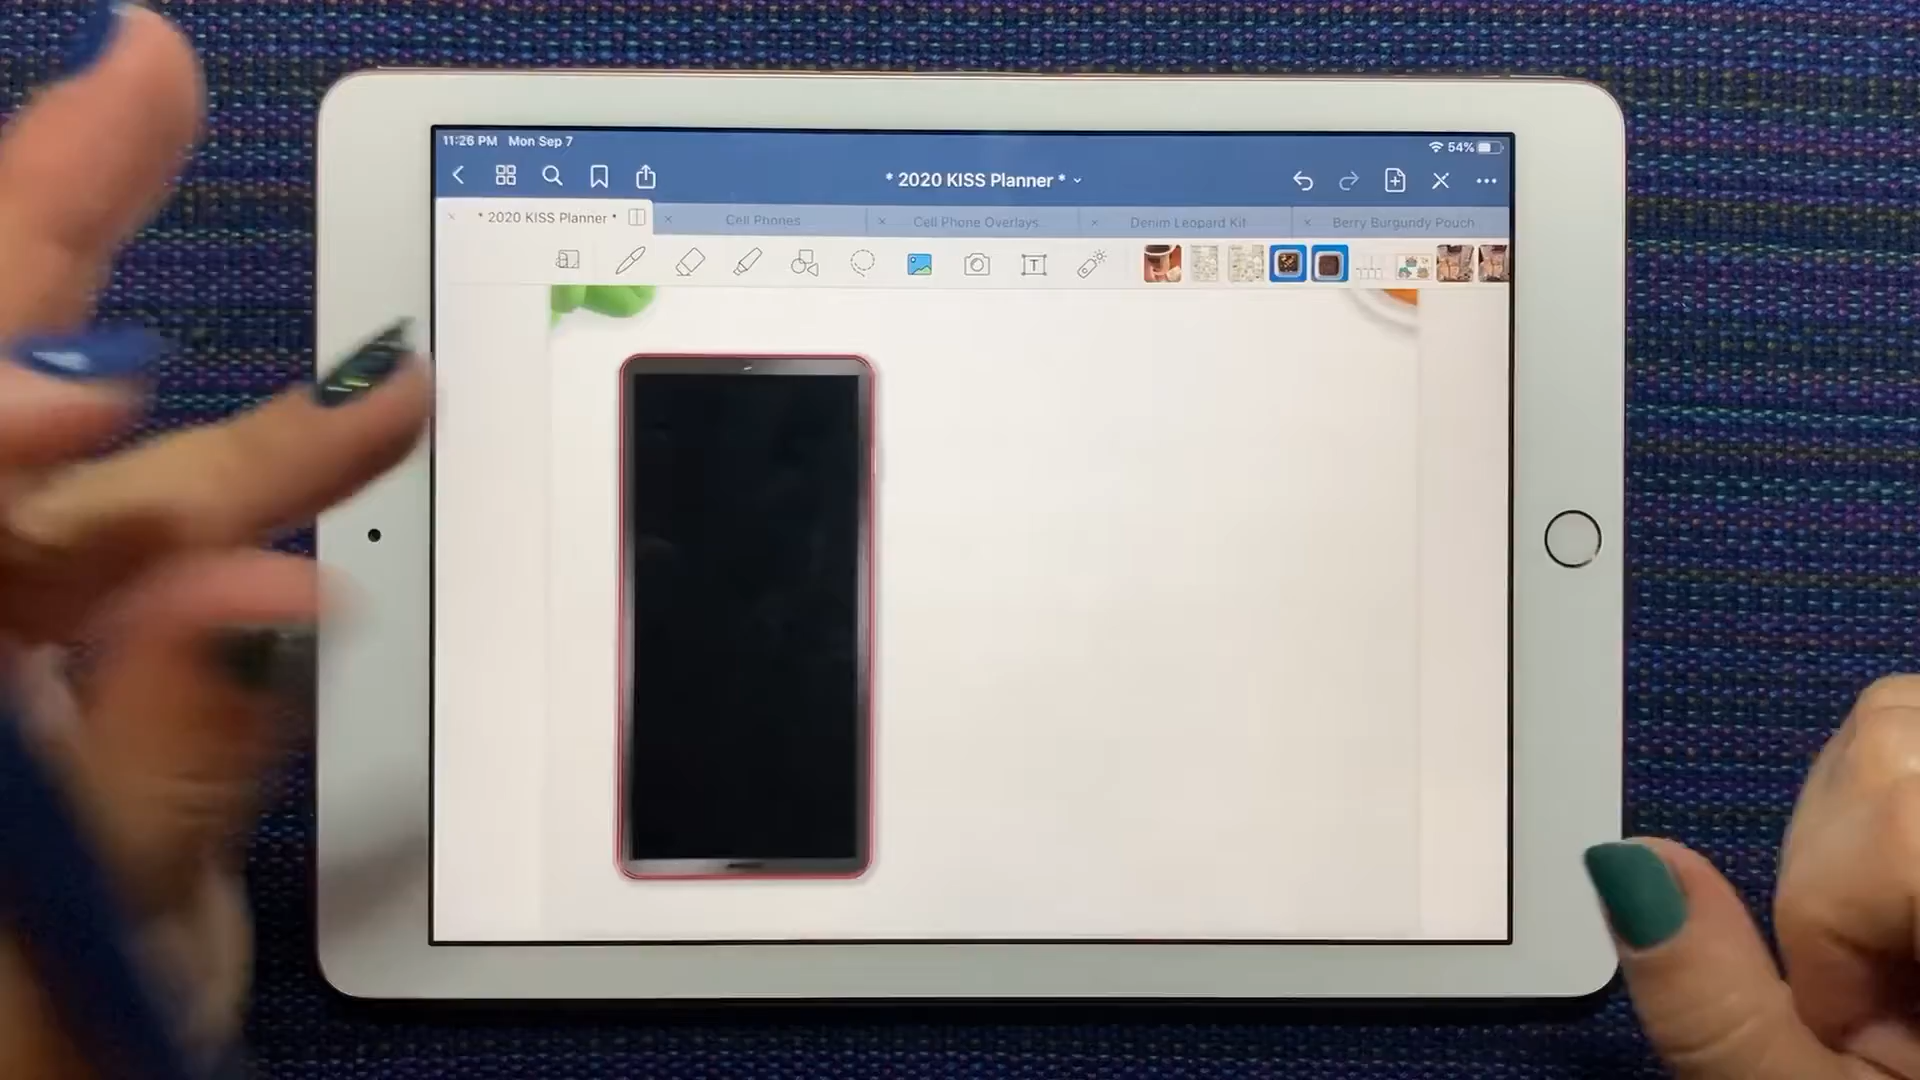 11:26 PM Mon Sep 7
54%
* 2020 KISS Planner *
* 2020 KISS Planner *
Cell Phones
Cell Phone Overlays
Denim Leopard Kit
Berry Burgundy Pouch
T